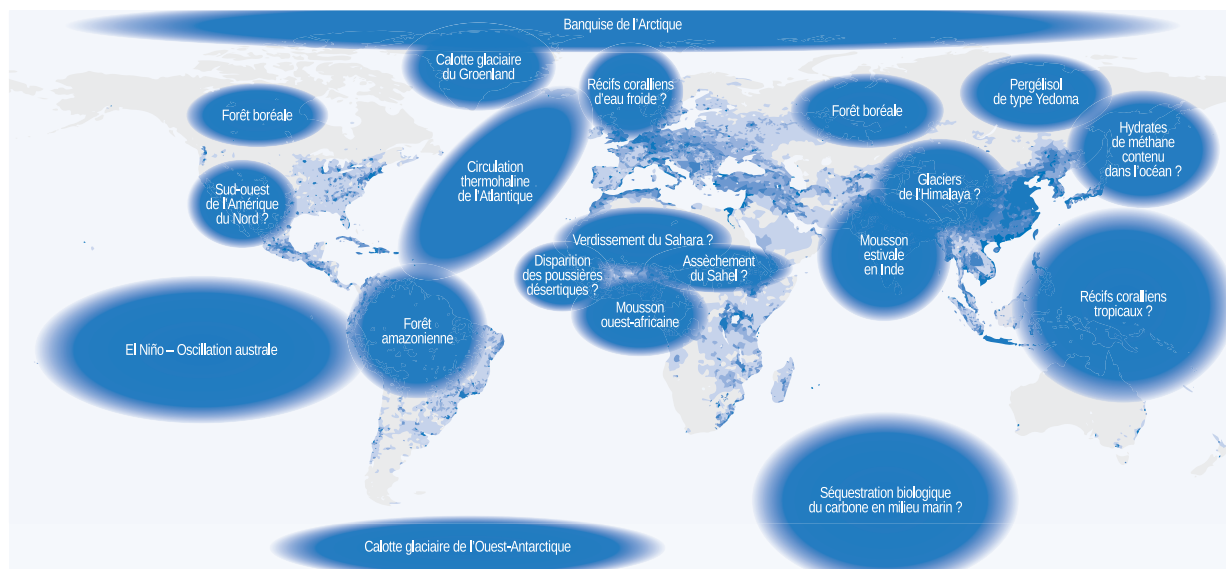 Banquise de l’Arctique
Calotte glaciaire
du Groenland
Récifs coralliens
d’eau froide ?
Pergélisol
de type Yedoma
Forêt boréale
Forêt boréale
Hydrates
de méthane
contenu
dans l’océan ?
Circulation
thermohaline
de l’Atlantique
Sud-ouest
de l’Amérique
du Nord ?
Glaciers
de l’Himalaya ?
Verdissement du Sahara ?
Mousson
estivale
en Inde
Disparition
des poussières
désertiques ?
Assèchement
du Sahel ?
Récifs coralliens
tropicaux ?
Mousson
ouest-africaine
Forêt
amazonienne
El Niño – Oscillation australe
Séquestration biologique
du carbone en milieu marin ?
Calotte glaciaire de l’Ouest-Antarctique